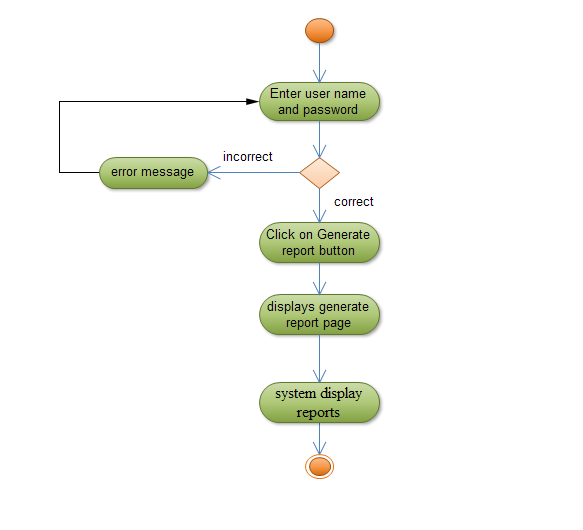 Enter user name
and password
incorrect
error message
correct
Click on Generate
report button
displays generate
report page
system display
reports